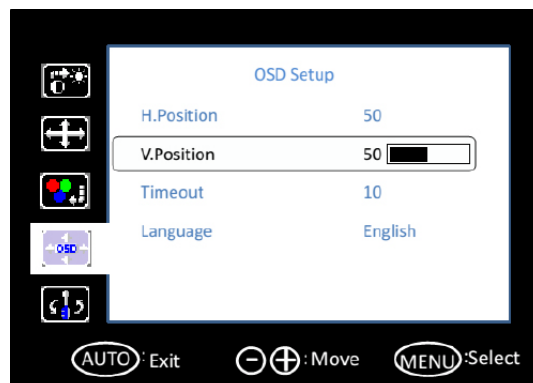 OSD Setup
H.Position 50
V.Position 50
Timeout 10
Language English
OSD
AUTO: Exit -+: Move MENU:Select